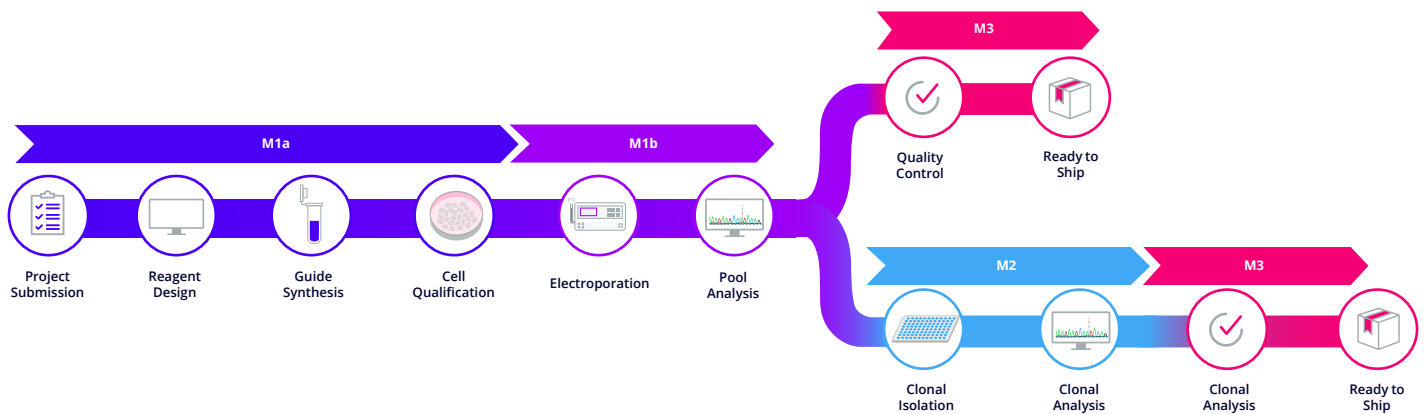 M3
Quality
Control
Ready to
Ship
M1a
M1b
Project
Submission
Reagent
Design
Guide
Synthesis
Cell
Qualification
Electroporation
Pool
Analysis
M2
M3
Clonal
Isolation
Clonal
Analysis
Clonal
Analysis
Ready to
Ship